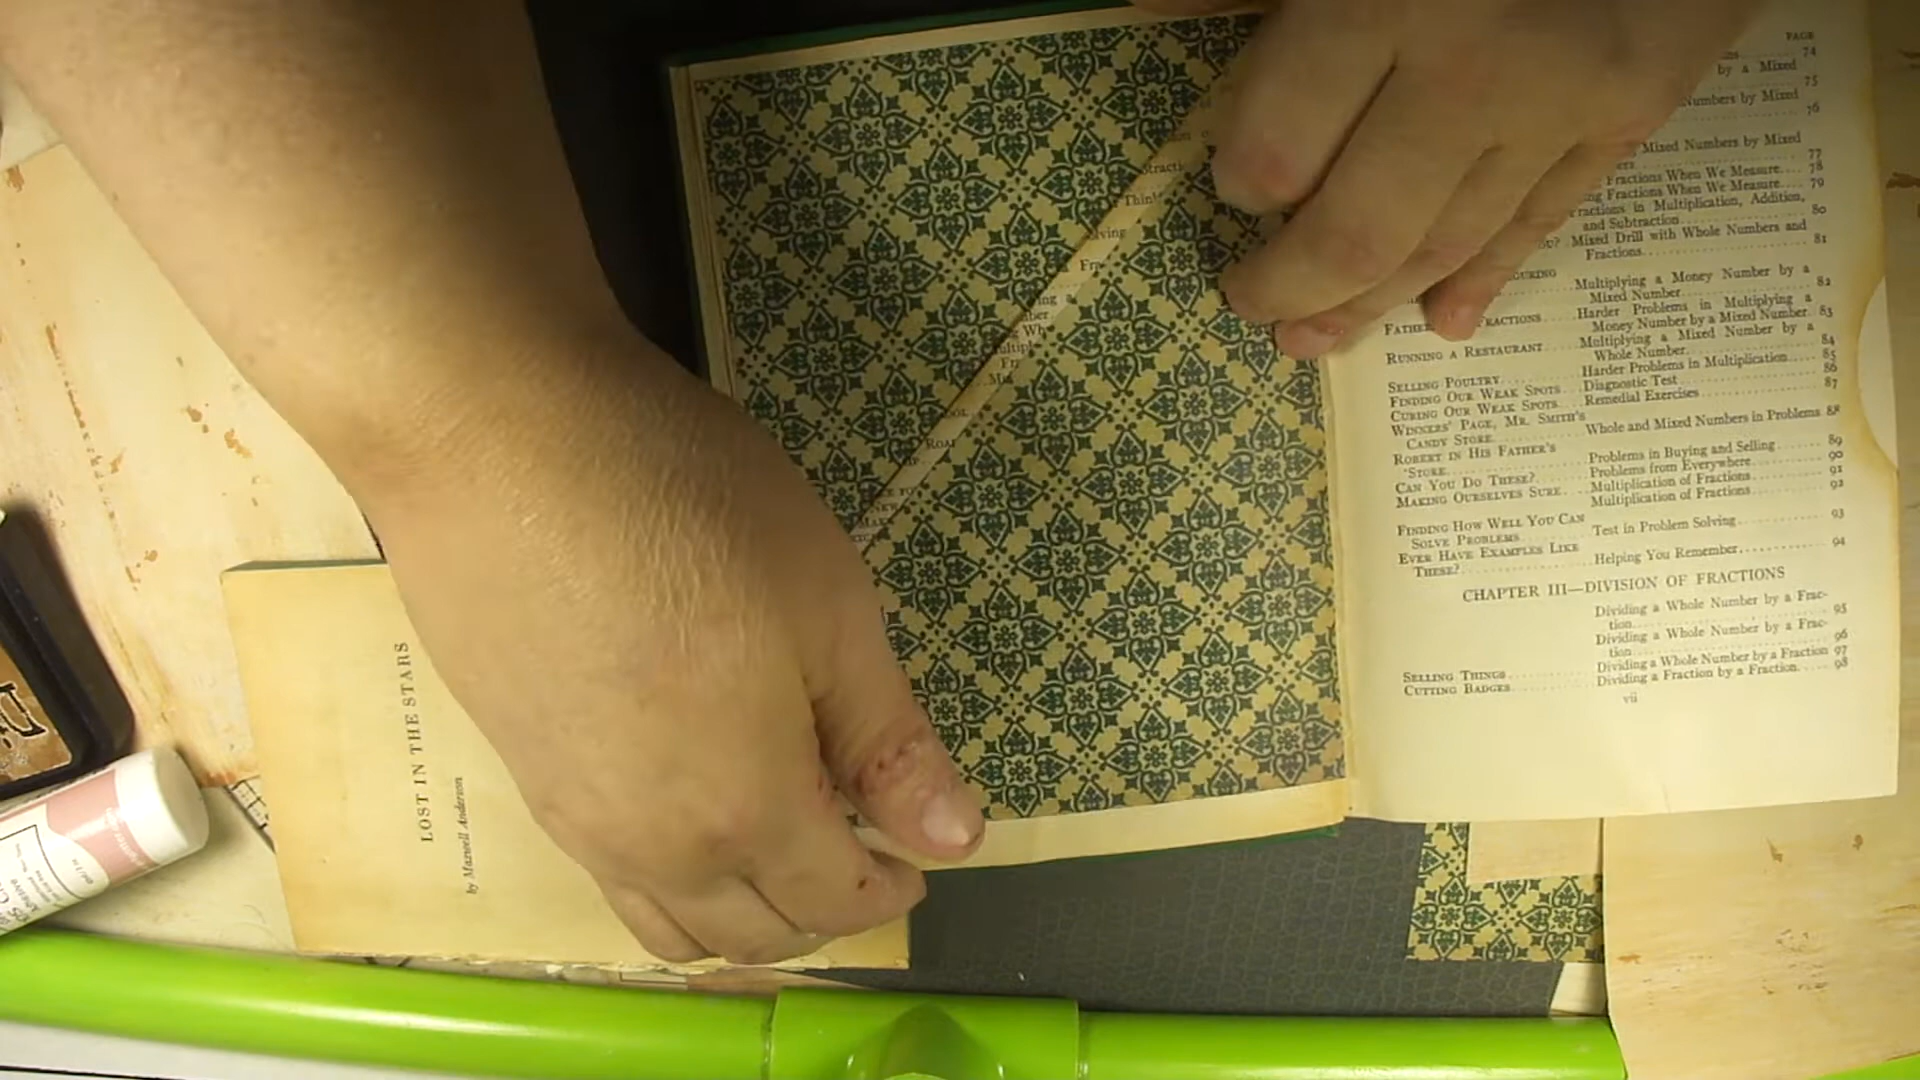 PAGE
74
by a Mixed
75
Numbers by Mixed
76
Mixed Numbers by Mixed
77
Fractions When We Measure.... 78
Fractions When We Measure.... 79
Fractions in Multiplication, Addition,
and Subtraction 80
Mixed Drill with Whole Numbers and
Fractions 81
Multiplying a Money Number by a
Mixed Number 82
FRACTIONS Harder Problems in Multiplying a
Money Number by a Mixed Number. 83
RUNNING A RESTAURANT Multiplying a Mixed Number by a
Whole Number 84
SELLING POULTRY Harder Problems in Multiplication 85
FINDING OUR WEAK SPOTS Diagnostic Test 86
CURING OUR WEAK SPOTS Remedial Exercises 87
WINNERS' PAGE, MR. SMITH'S
CANDY STORE Whole and Mixed Numbers in Problems 88
ROBERT IN HIS FATHER'S
STORE Problems in Buying and Selling 89
CAN YOU DO THESE? Problems from Everywhere 90
MAKING OURSELVES SURE Multiplication of Fractions 91
Multiplication of Fractions 92
FINDING HOW WELL YOU CAN
SOLVE PROBLEMS Test in Problem Solving 93
EVER HAVE EXAMPLES LIKE
THESE? Helping You Remember 94
CHAPTER III—DIVISION OF FRACTIONS
Dividing a Whole Number by a Frac-
tion 95
Dividing a Whole Number by a Frac-
tion 96
SELLING THINGS Dividing a Whole Number by a Fraction 97
CUTTING BADGES Dividing a Fraction by a Fraction 98
vii
LOST IN THE STARS
by Maxwell Anderson